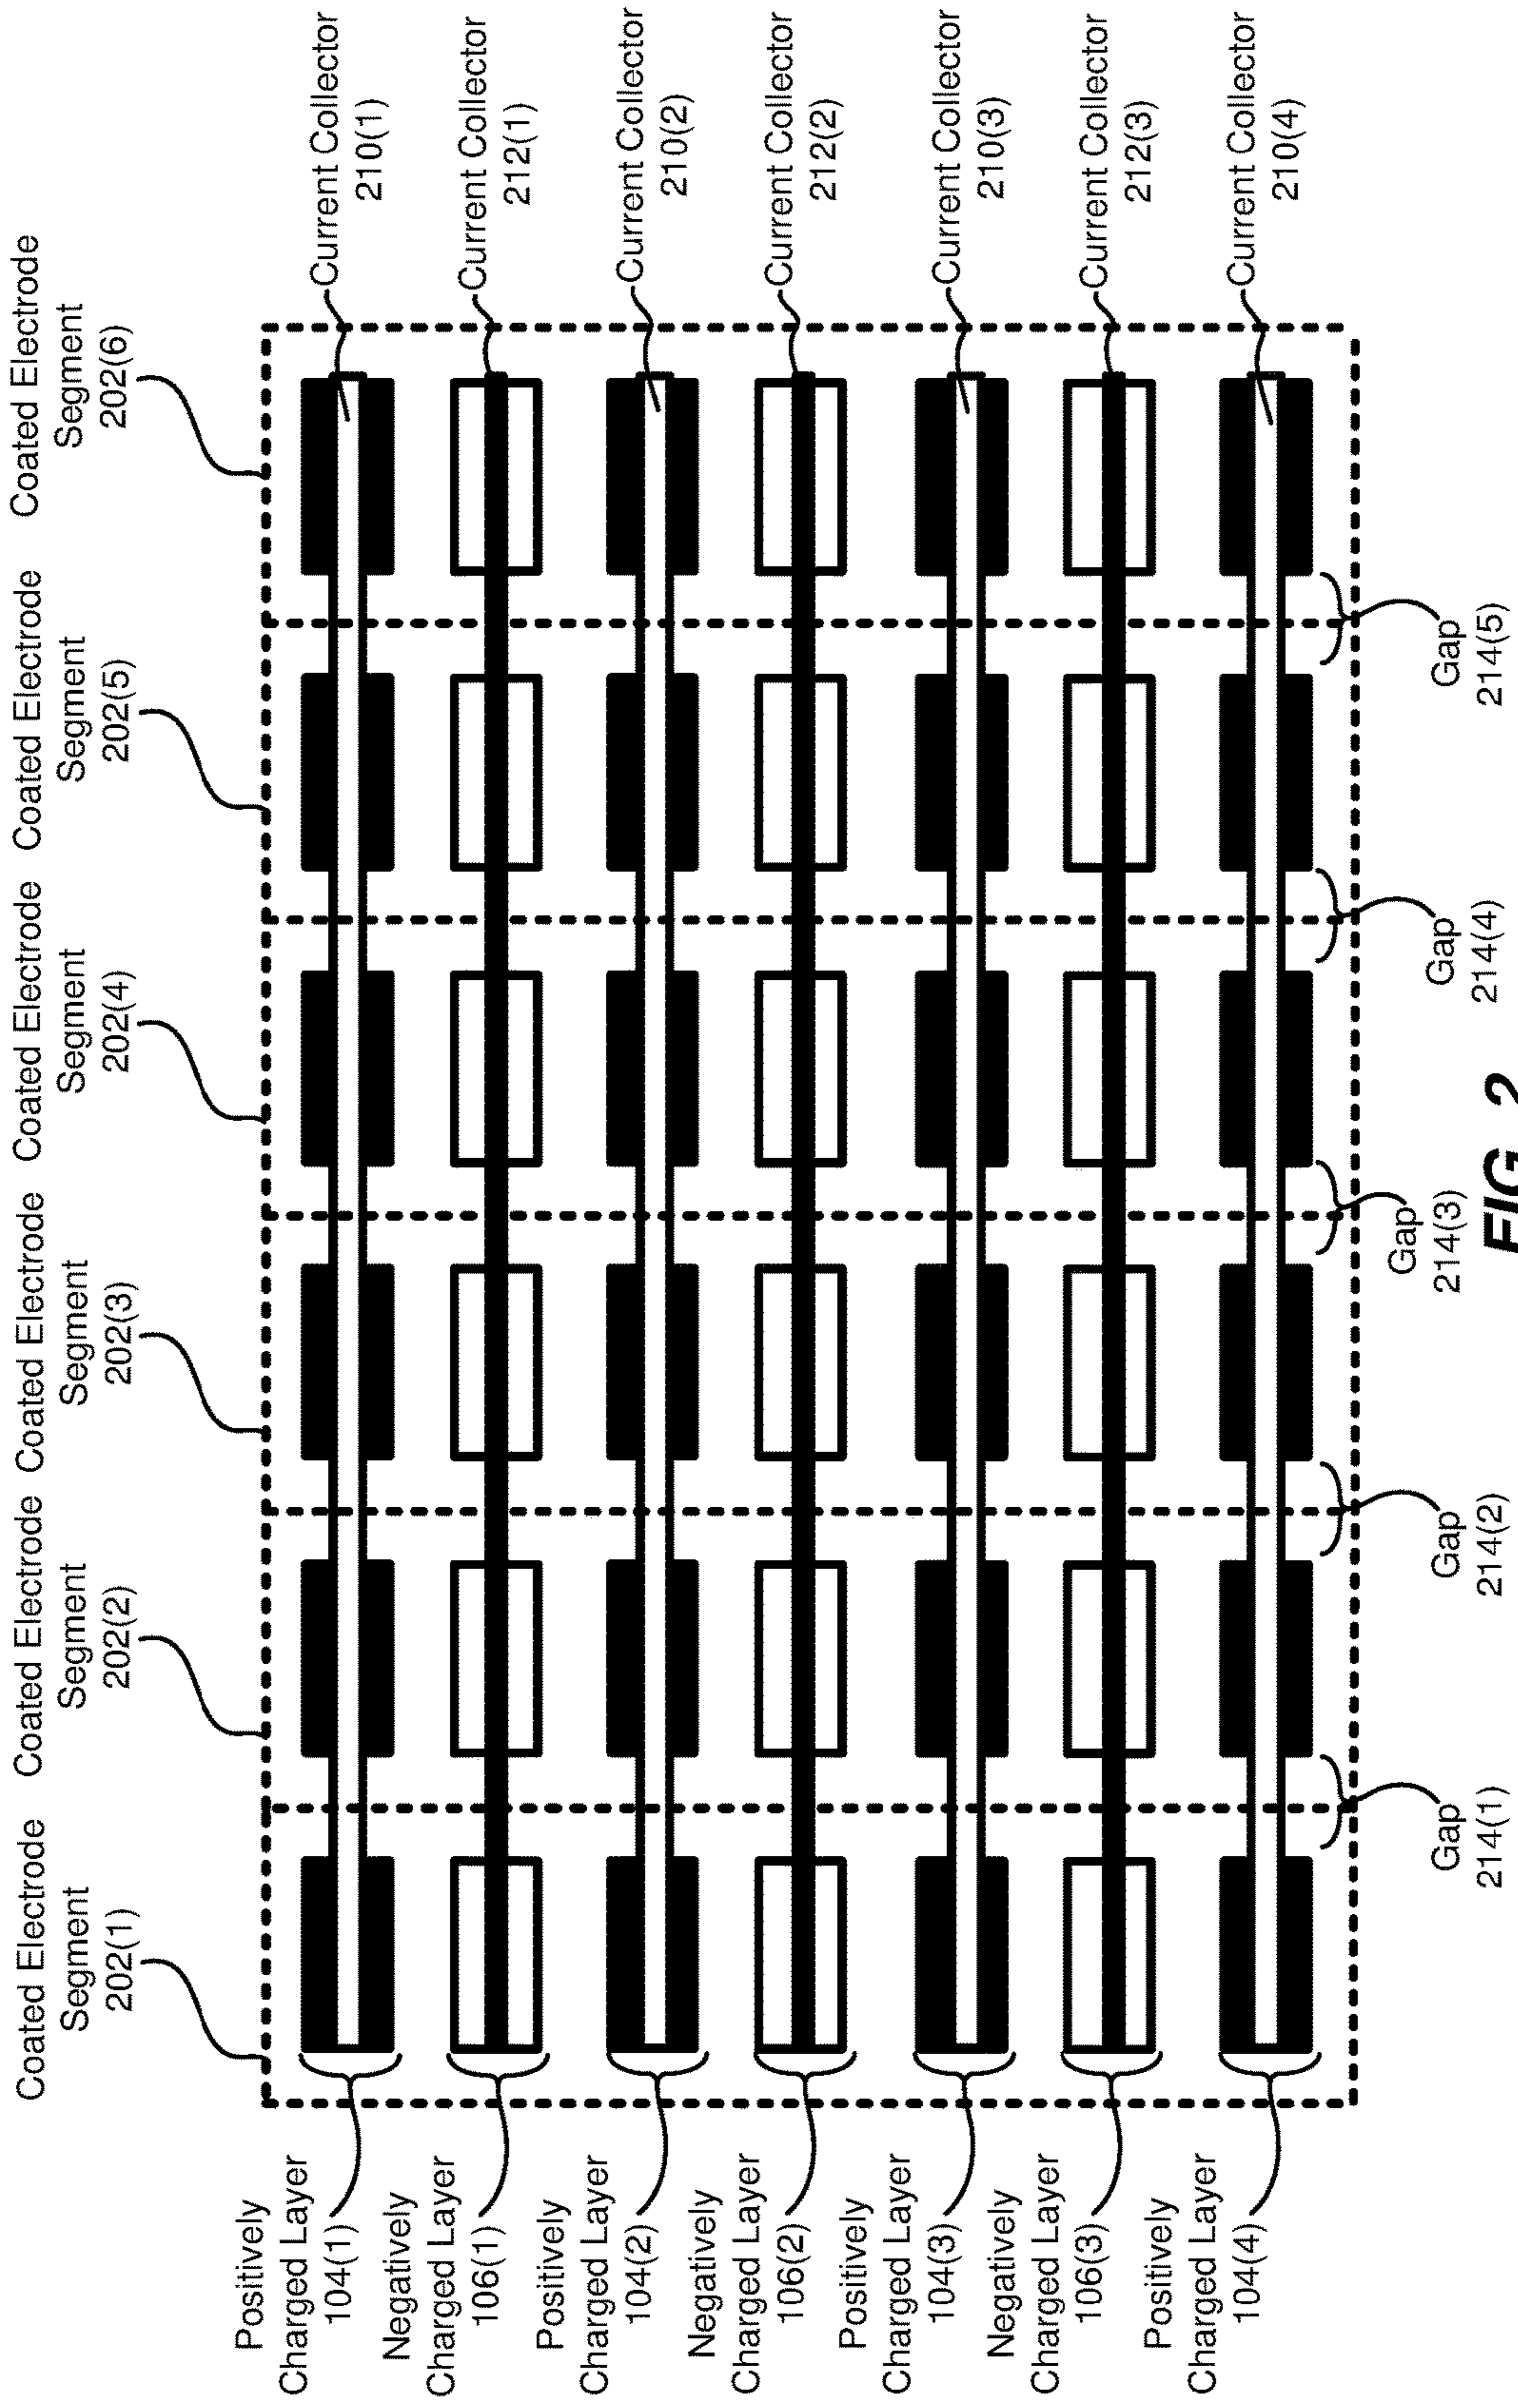 Coated Electrode
Segment
202(1)
Coated Electrode
Segment
202(2)
Coated Electrode
Segment
202(3)
Coated Electrode
Segment
202(4)
Coated Electrode
Segment
202(5)
Coated Electrode
Segment
202(6)
Positively
Charged Layer
104(1)
Current Collector
210(1)
Negatively
Charged Layer
106(1)
Current Collector
212(1)
Positively
Charged Layer
104(2)
Current Collector
210(2)
Negatively
Charged Layer
106(2)
Current Collector
212(2)
Positively
Charged Layer
104(3)
Current Collector
210(3)
Negatively
Charged Layer
106(3)
Current Collector
212(3)
Positively
Charged Layer
104(4)
Current Collector
210(4)
Gap
214(1)
Gap
214(2)
Gap
214(3)
Gap
214(4)
Gap
214(5)
FIG. 2